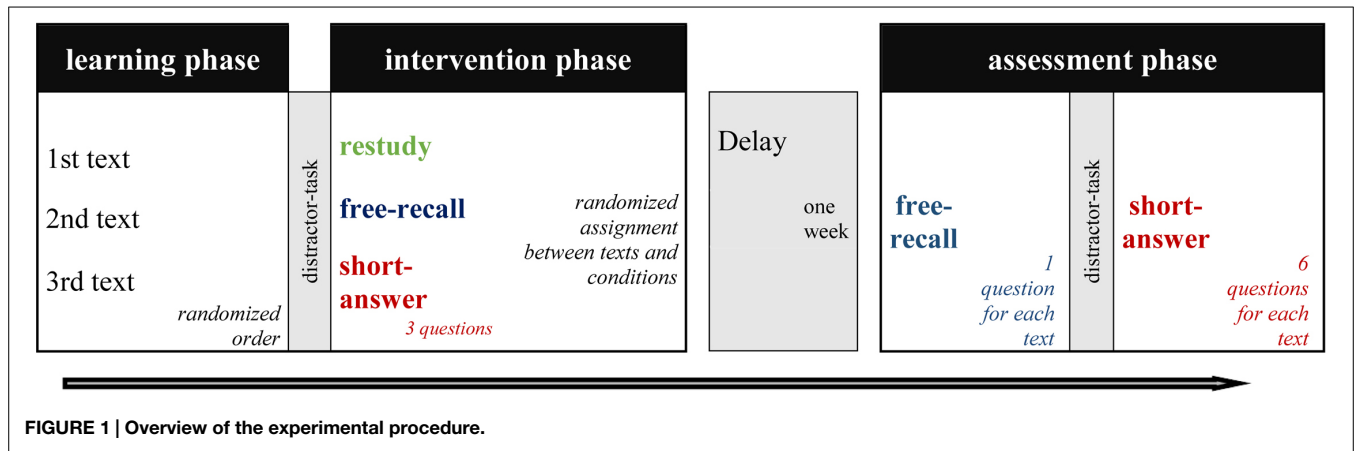 learning phase
1st text
2nd text
3rd text
randomized
order
distractor-task
intervention phase
restudy
free-recall
short-
answer
3 questions
randomized
assignment
between texts and
conditions
Delay
one
week
assessment phase
free-
recall
1
question
for each
text
distractor-task
short-
answer
6
questions
for each
text
FIGURE 1 | Overview of the experimental procedure.